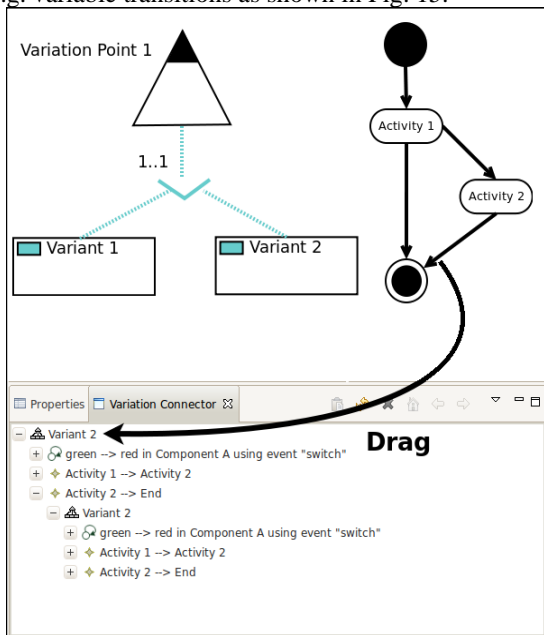 .g. variable transitions as shown in Fig. 15.
Variation Point 1
1..1
Variant 1
Variant 2
Activity 1
Activity 2
Properties
Variation Connector
Drag
Variant 2
green --> red in Component A using event "switch"
Activity 1 --> Activity 2
Activity 2 --> End
Variant 2
green --> red in Component A using event "switch"
Activity 1 --> Activity 2
Activity 2 --> End